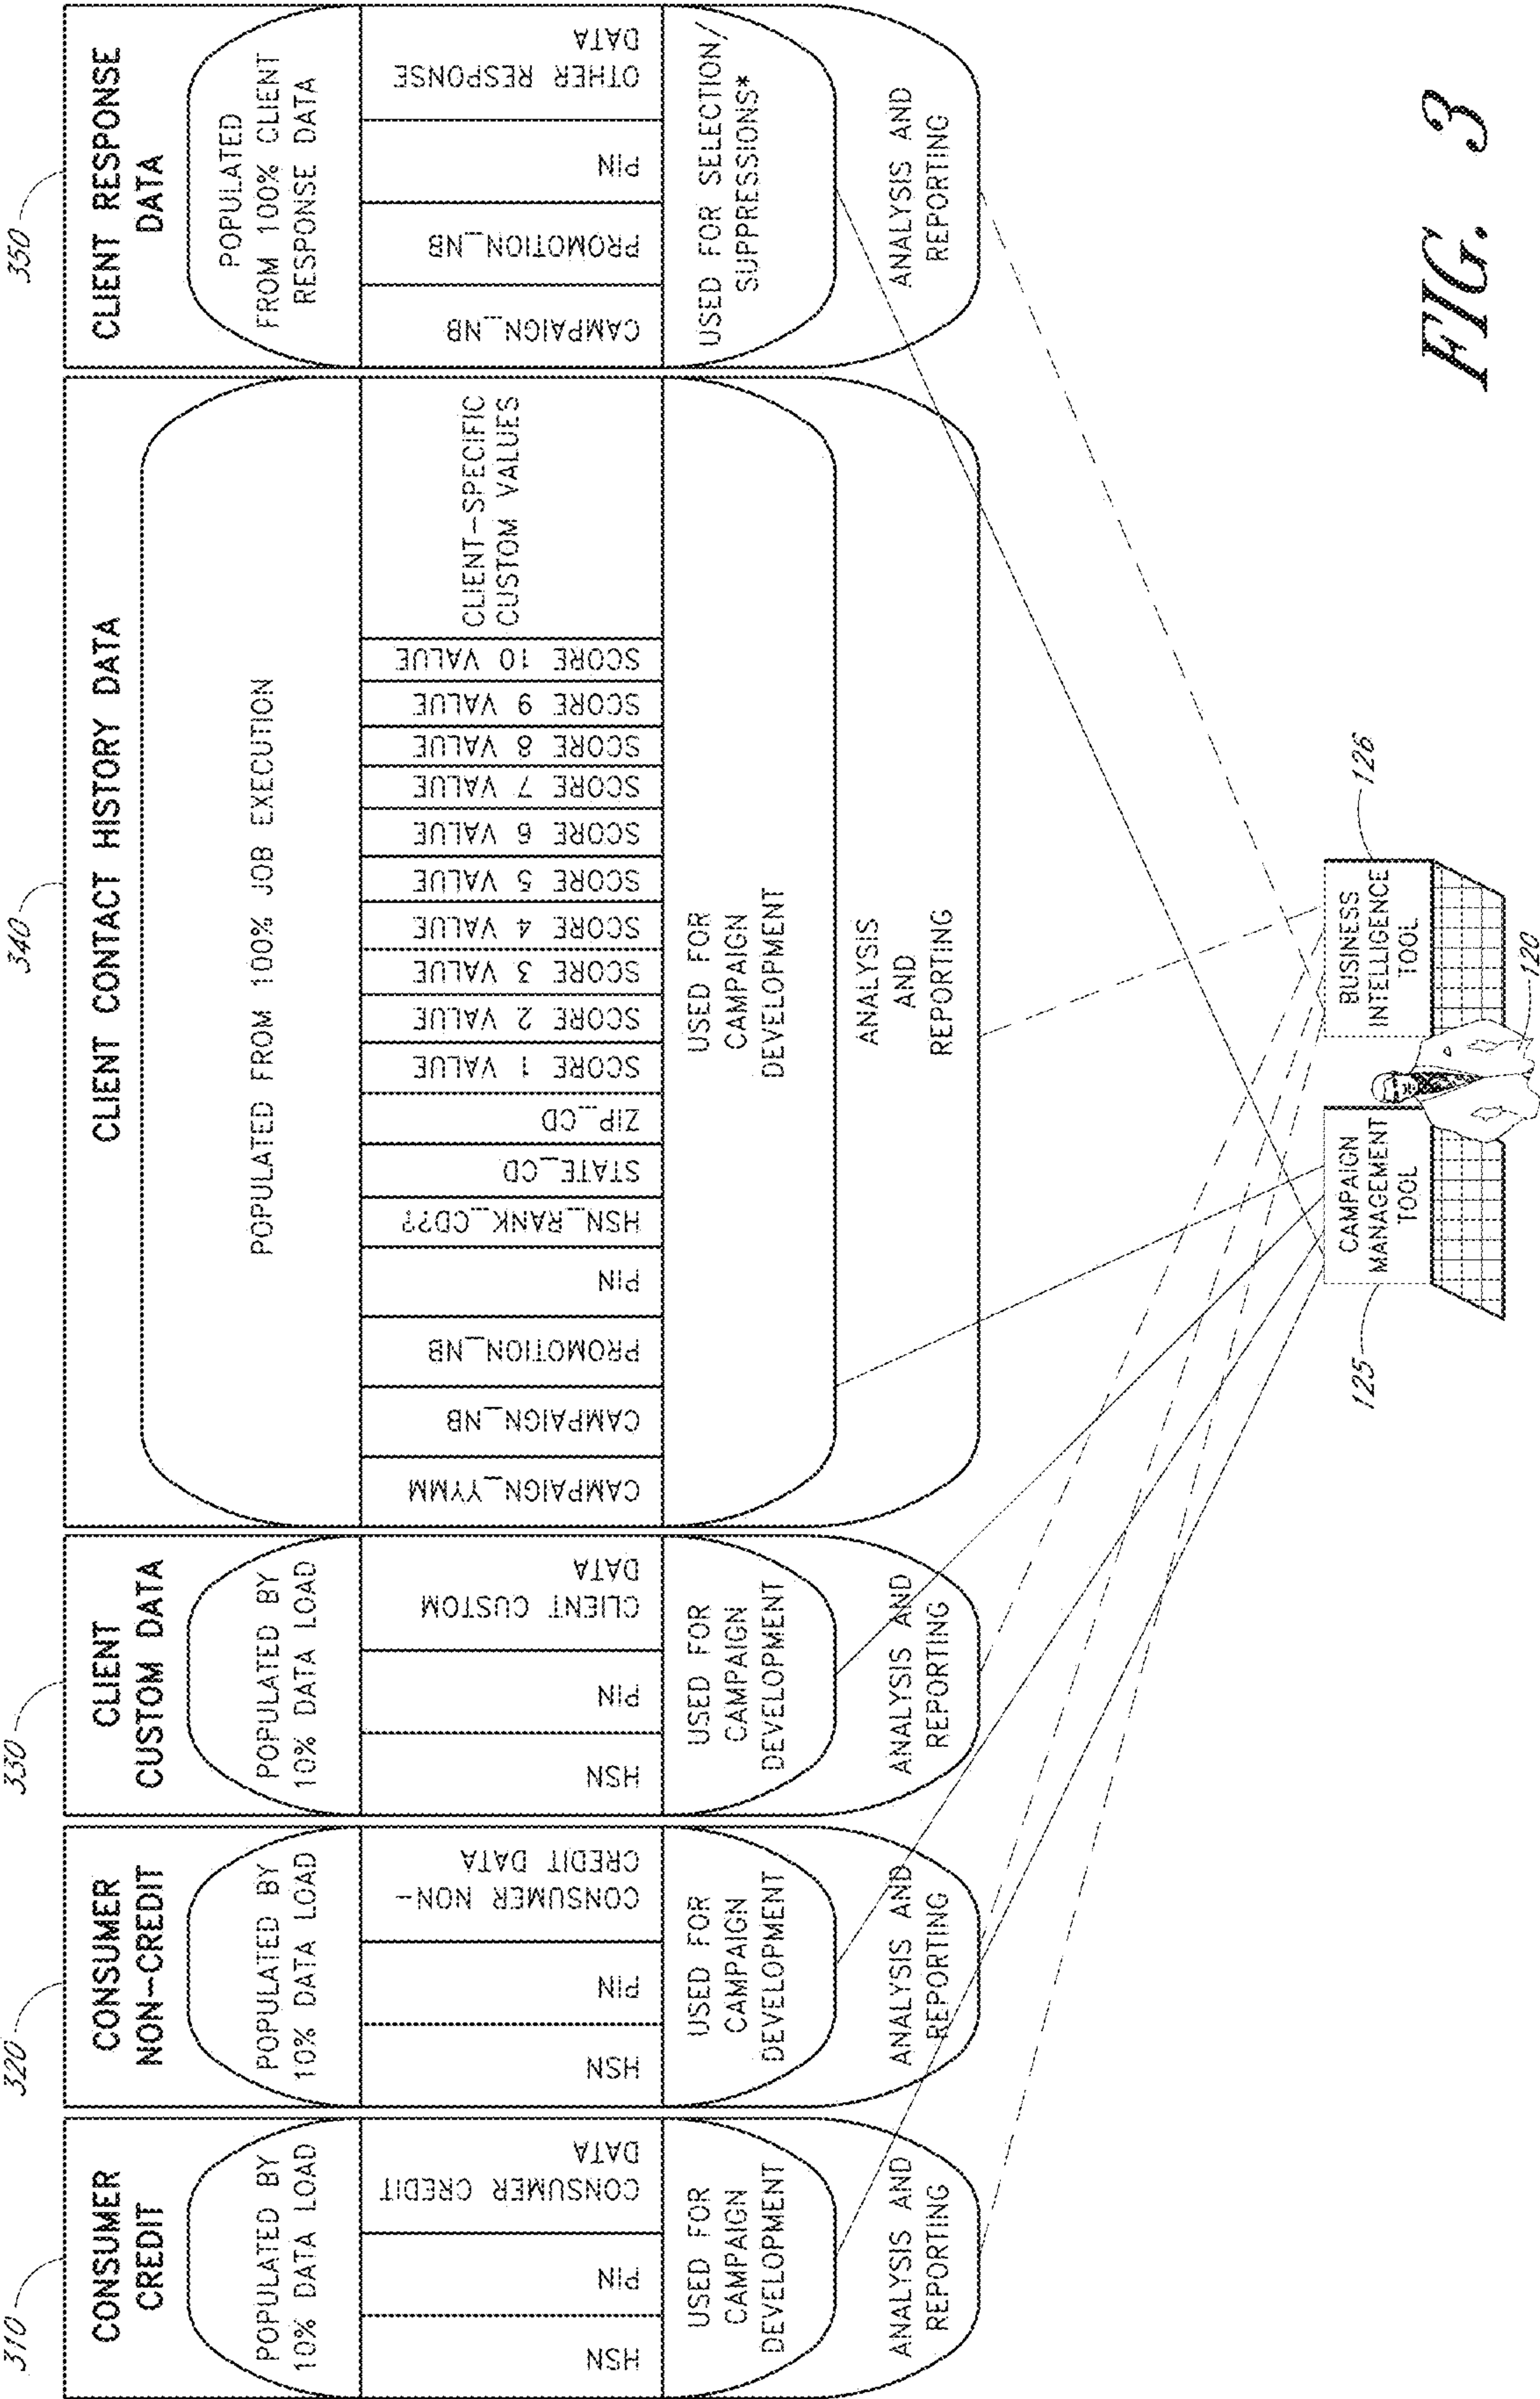 310
CONSUMER
CREDIT
POPULATED BY
10% DATA LOAD
HSN
PIN
CONSUMER CREDIT
DATA
USED FOR
CAMPAIGN
DEVELOPMENT
ANALYSIS AND
REPORTING
320
CONSUMER
NON-CREDIT
POPULATED BY
10% DATA LOAD
HSN
PIN
CONSUMER NON-
CREDIT DATA
USED FOR
CAMPAIGN
DEVELOPMENT
ANALYSIS AND
REPORTING
330
CLIENT
CUSTOM DATA
POPULATED BY
10% DATA LOAD
HSN
PIN
CLIENT CUSTOM
DATA
USED FOR
CAMPAIGN
DEVELOPMENT
ANALYSIS AND
REPORTING
340
CLIENT CONTACT HISTORY DATA
POPULATED FROM 100% JOB EXECUTION
CAMPAIGN_YYMM
CAMPAIGN_NB
PROMOTION_NB
PIN
HSN_RANK_CD??
STATE_CD
ZIP_CD
SCORE 1 VALUE
SCORE 2 VALUE
SCORE 3 VALUE
SCORE 4 VALUE
SCORE 5 VALUE
SCORE 6 VALUE
SCORE 7 VALUE
SCORE 8 VALUE
SCORE 9 VALUE
SCORE 10 VALUE
CLIENT-SPECIFIC
CUSTOM VALUES
USED FOR
CAMPAIGN
DEVELOPMENT
ANALYSIS
AND
REPORTING
350
CLIENT RESPONSE
DATA
POPULATED
FROM 100% CLIENT
RESPONSE DATA
CAMPAIGN_NB
PROMOTION_NB
PIN
OTHER RESPONSE
DATA
USED FOR SELECTION/
SUPPRESSIONS*
ANALYSIS AND
REPORTING
125
CAMPAIGN
MANAGEMENT
TOOL
BUSINESS
INTELLIGENCE
TOOL
126
120
FIG. 3